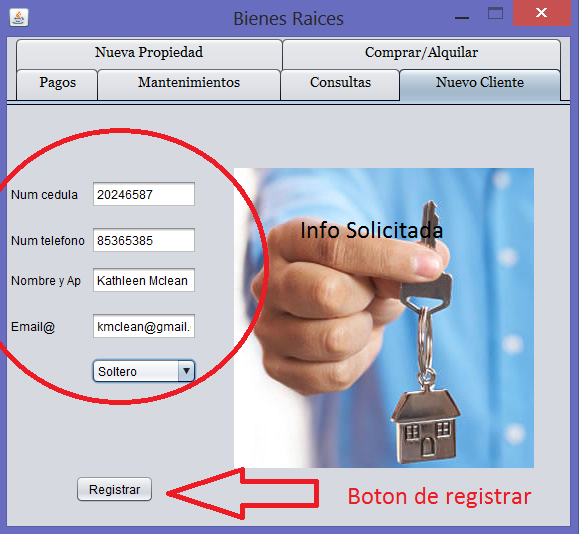 Bienes Raices
Nueva Propiedad
Comprar/Alquilar
Pagos
Mantenimientos
Consultas
Nuevo Cliente
Num cedula
20246587
Info Solicitada
Num telefono
85365385
Nombre y Ap
Kathleen Mclean
Email@
kmclean@gmail.
Soltero
Registrar
Boton de registrar